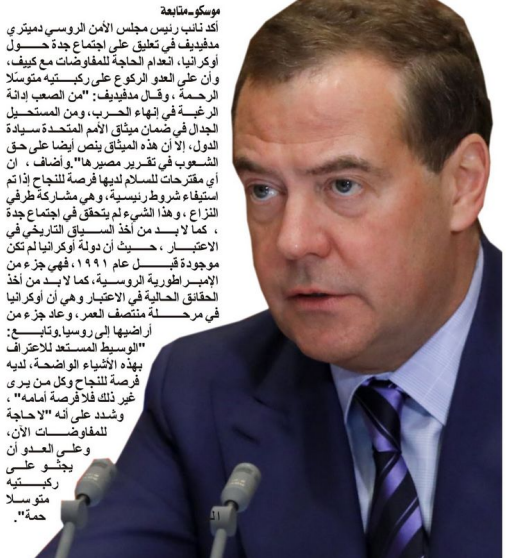 موسكو_متابعة
أكد نائب رئيس مجلس الأمن الروسي دميتري
مدفيديف في تعليق على اجتماع جدة حول
أوكرانيا، انعدام الحاجة للمفاوضات مع كييف،
وأن على العدو الركوع على ركبتيه متوسلا
الرحمة ، وقال مدفيديف: "من الصعب إدانة
الرغبة في إنهاء الحرب، ومن المستحيل
الجدال في ضمان ميثاق الأمم المتحدة سيادة
الدول، إلا أن هذه الميثاق ينص أيضا على حق
الشعوب في تقرير مصيرها".وأضاف ، ان
أي مقترحات للسلام لديها فرصة للنجاح إذا تم
استيفاء شروط رئيسية، وهي مشاركة طرفي
النزاع ، وهذا الشيء لم يتحقق في اجتماع جدة
، كما لا بد من أخذ السياق التاريخي في
الاعتبار ، حيث أن دولة أوكرانيا لم تكن
موجودة قبل عام ١٩٩١، فهي جزء من
الإمبراطورية الروسية، كما لا بد من أخذ
الحقائق الحالية في الاعتبار وهي أن أوكرانيا
في مرحلة منتصف العمر، وعاد جزء من
أراضيها إلى روسيا.وتابع:
"الوسيط المستعد للاعتراف
بهذه الأشياء الواضحة، لديه
فرصة للنجاح وكل من يرى
غير ذلك فلا فرصة أمامه" ،
وشدد على أنه "لا حاجة
للمفاوضات الآن،
وعلى العدو أن
يجثو على
ركبتيه
متوسلا
ال حمة".